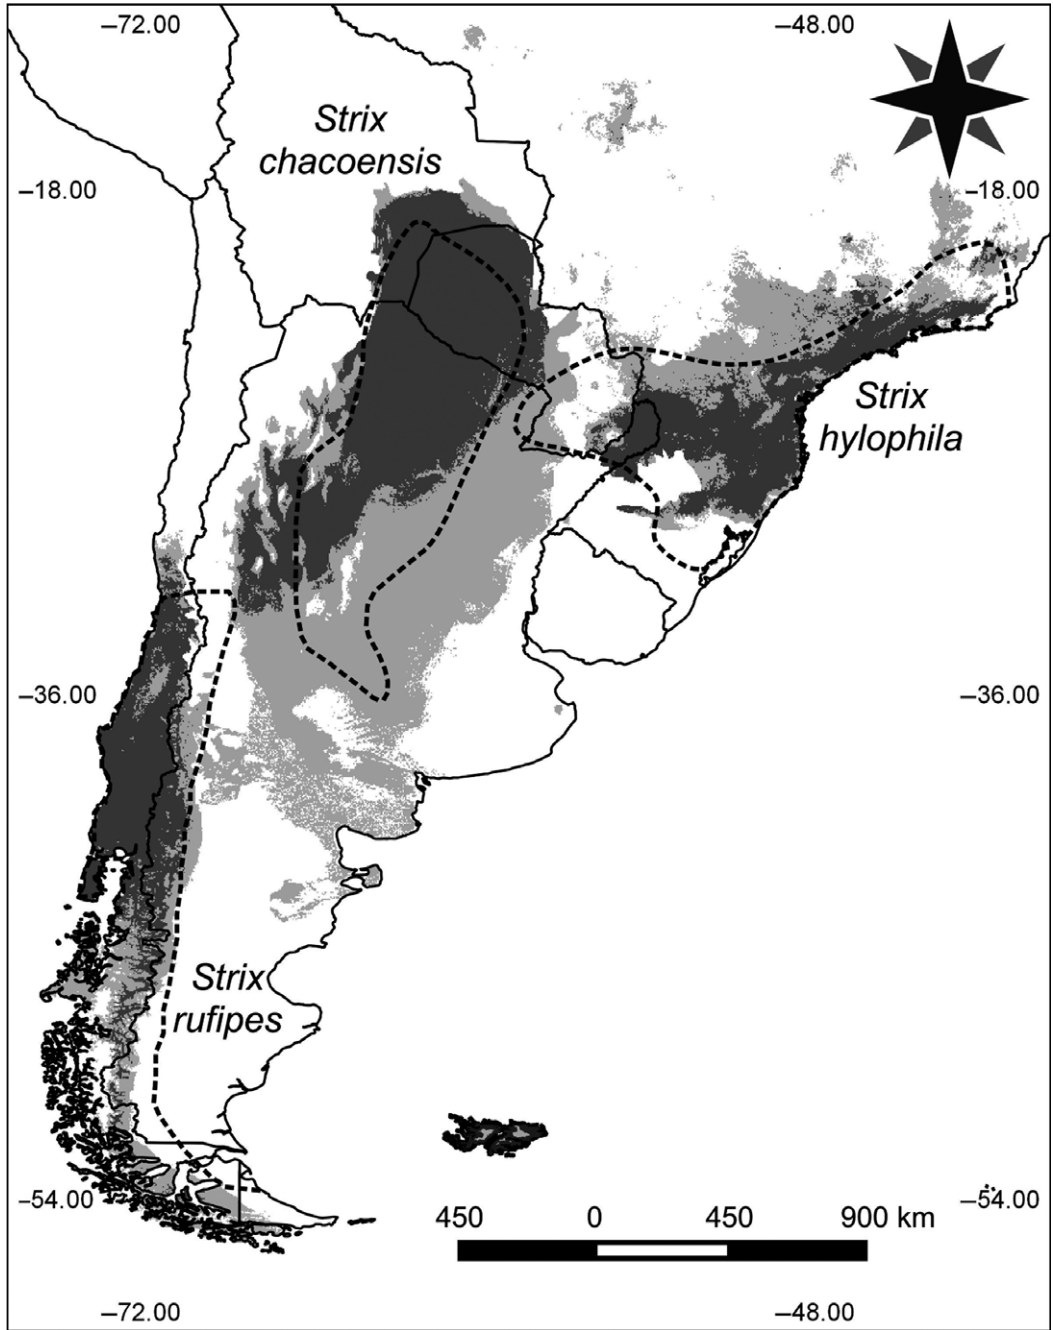 –72.00
–48.00
Strix
chacoensis
–18.00
–18.00
Strix
hylophila
–36.00
–36.00
Strix
rufipes
–54.00
–54.00
450 0 450 900 km
–72.00
–48.00